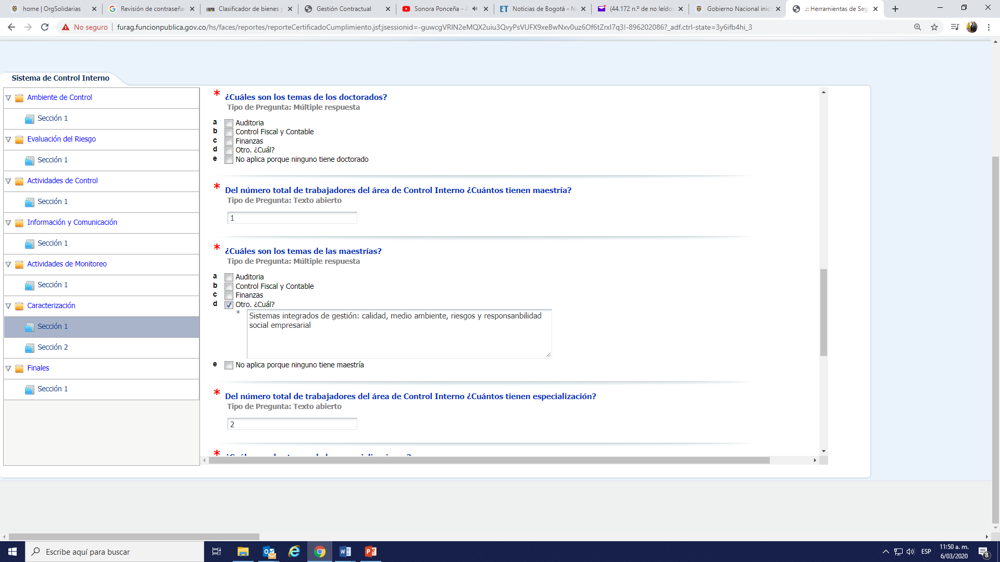 home | OrgSolidarias
Revisión de contraseñas
Clasificador de bienes y
Gestión Contractual
Sonora Ponceña -
Noticias de Bogotá - N
(44.172 n.º de no leídos
Gobierno Nacional inic
.:: Herramientas de Seg
No seguro
furag.funcionpublica.gov.co/hs/faces/reportes/reporteCertificadoCumplimiento.jsf;jsessionid=-guwcgVRlN2eMQX2uiu3QvyPsVUFX9xeBwNxv0uz6Of6tZrxI7q3!-896202086?_adf.ctrl-state=3y6ifb4hi_3
Sistema de Control Interno
Ambiente de Control
Sección 1
Evaluación del Riesgo
Sección 1
Actividades de Control
Sección 1
Información y Comunicación
Sección 1
Actividades de Monitoreo
Sección 1
Caracterización
Sección 1
Sección 2
Finales
Sección 1
* ¿Cuáles son los temas de los doctorados?
Tipo de Pregunta: Múltiple respuesta
a Auditoria
b Control Fiscal y Contable
c Finanzas
d Otro. ¿Cuál?
e No aplica porque ninguno tiene doctorado
* Del número total de trabajadores del área de Control Interno ¿Cuántos tienen maestría?
Tipo de Pregunta: Texto abierto
1
* ¿Cuáles son los temas de las maestrías?
Tipo de Pregunta: Múltiple respuesta
a Auditoria
b Control Fiscal y Contable
c Finanzas
d Otro. ¿Cuál?
* Sistemas integrados de gestión: calidad, medio ambiente, riesgos y responsanbilidad
social empresarial
e No aplica porque ninguno tiene maestría
* Del número total de trabajadores del área de Control Interno ¿Cuántos tienen especialización?
Tipo de Pregunta: Texto abierto
2
Escribe aquí para buscar
ESP
11:50 a. m.
6/03/2020
8